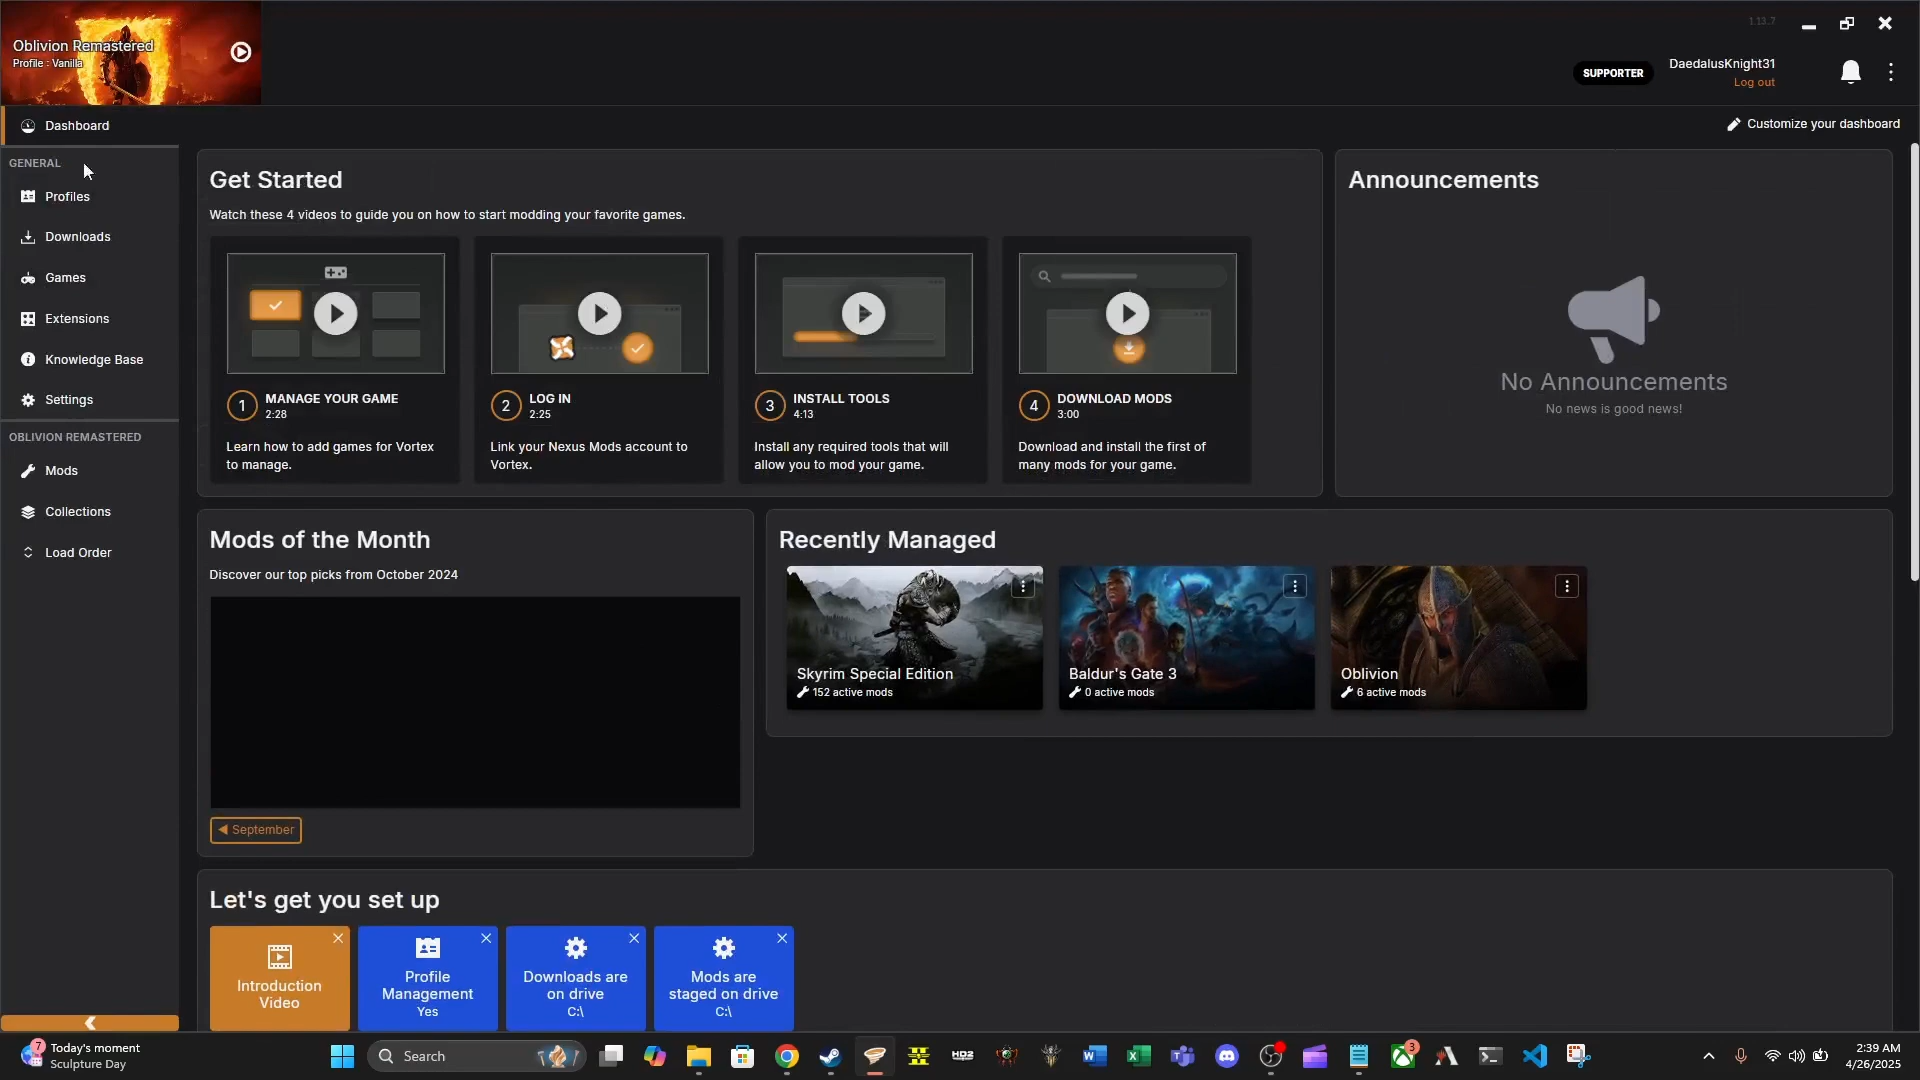 1.13.7
Oblivion Remastered
Profile : Vanilla
SUPPORTER
DaedalusKnight31
Log out
Dashboard
Customize your dashboard
GENERAL
Profiles
Downloads
Games
Extensions
Knowledge Base
Settings
OBLIVION REMASTERED
Mods
Collections
Load Order
Get Started
Watch these 4 videos to guide you on how to start modding your favorite games.
1
MANAGE YOUR GAME
2:28
Learn how to add games for Vortex
to manage.
2
LOG IN
2:25
Link your Nexus Mods account to
Vortex.
3
INSTALL TOOLS
4:13
Install any required tools that will
allow you to mod your game.
4
DOWNLOAD MODS
3:00
Download and install the first of
many mods for your game.
Announcements
No Announcements
No news is good news!
Mods of the Month
Discover our top picks from October 2024
September
Recently Managed
Skyrim Special Edition
152 active mods
Baldur's Gate 3
0 active mods
Oblivion
6 active mods
Let's get you set up
Introduction
Video
Profile
Management
Yes
Downloads are
on drive
C:\
Mods are
staged on drive
C:\
7
Today's moment
Sculpture Day
Search
HD2
3
2:39 AM
4/26/2025